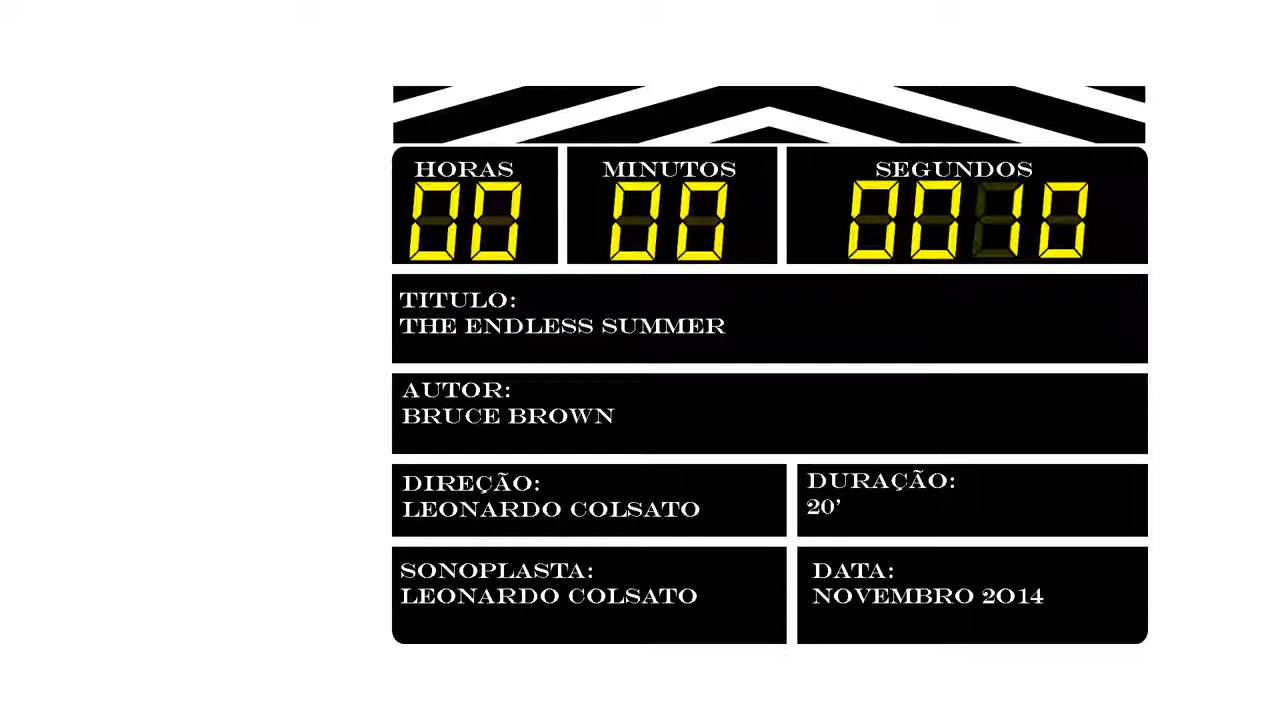 HORAS MINUTOS SEGUNDOS
00 00 0010
TITULO:
THE ENDLESS SUMMER
AUTOR:
BRUCE BROWN
DIREÇÃO:
LEONARDO COLSATO
DURAÇÃO:
20'
SONOPLASTA:
LEONARDO COLSATO
DATA:
NOVEMBRO 2014